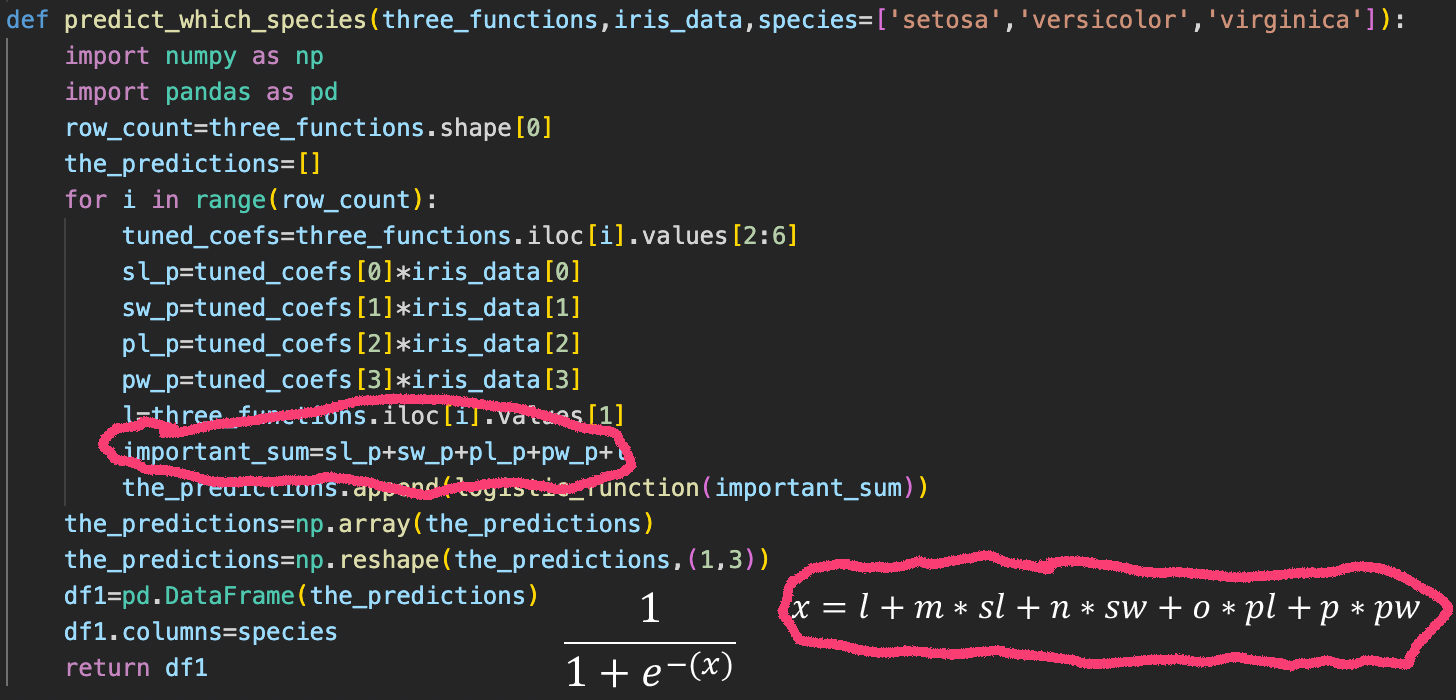 def predict_which_species(three_functions,iris_data,species=['setosa','versicolor','virginica']):
    import numpy as np
    import pandas as pd
    row_count=three_functions.shape[0]
    the_predictions=[]
    for i in range(row_count):
        tuned_coefs=three_functions.iloc[i].values[2:6]
        sl_p=tuned_coefs[0]*iris_data[0]
        sw_p=tuned_coefs[1]*iris_data[1]
        pl_p=tuned_coefs[2]*iris_data[2]
        pw_p=tuned_coefs[3]*iris_data[3]
        l=three_functions.iloc[i].values[1]
        important_sum=sl_p+sw_p+pl_p+pw_p+l
        the_predictions.append(logistic_function(important_sum))
    the_predictions=np.array(the_predictions)
    the_predictions=np.reshape(the_predictions,(1,3))
    df1=pd.DataFrame(the_predictions)
    df1.columns=species
    return df1
1
1 + e^−(x)
x = l + m ∗ sl + n ∗ sw + o ∗ pl + p ∗ pw